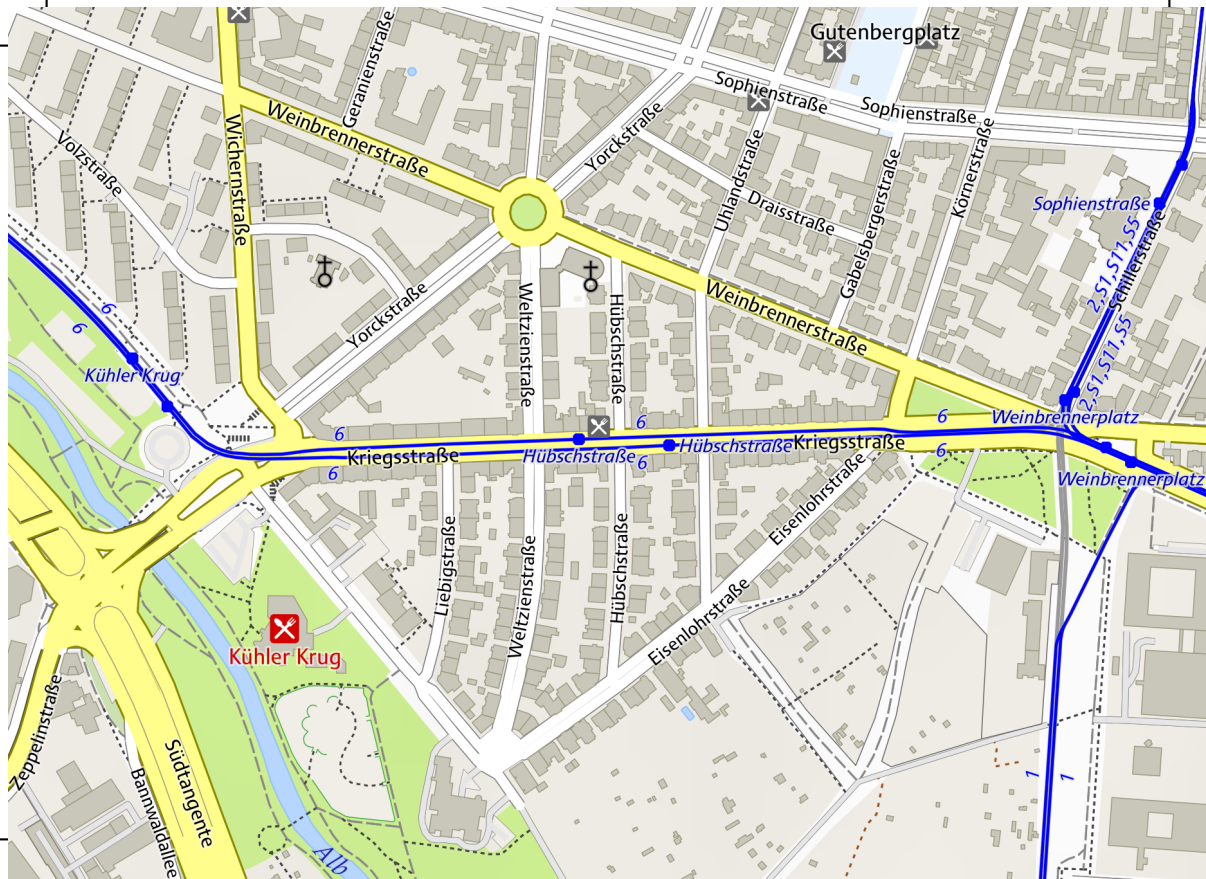 Gutenbergplatz
Geranienstraße
Sophienstraße
Sophienstraße
Weinbrennerstraße
Yorckstraße
Volzstraße
Wichernstraße
Uhlandstraße
Körnerstraße
Draisstraße
Gabelsbergerstraße
Sophienstraße
2,S1,S11,S5
Schillerstraße
Yorckstraße
Weltzienstraße
Hübschstraße
Weinbrennerstraße
6
6
2,S1,S11,S5
Kühler Krug
6
6
6
Weinbrennerplatz
Kriegsstraße
Hübschstraße
Hübschstraße
Kriegsstraße
6
6
6
Weinbrennerplatz
Eisenlohrstraße
Liebigstraße
Weltzienstraße
Hübschstraße
Eisenlohrstraße
Kühler Krug
Zeppelinstraße
Südtangente
Bannwaldallee
Alb
1
1